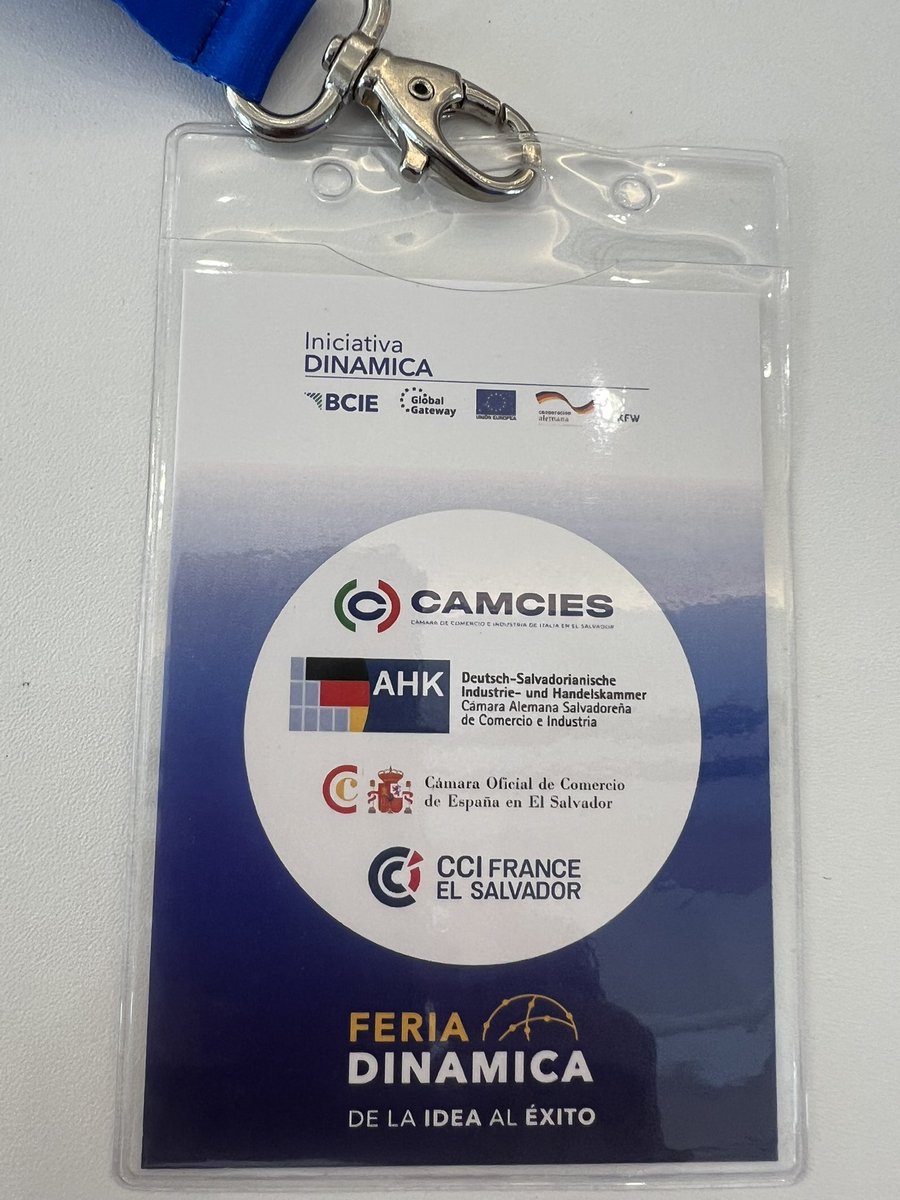 Iniciativa
DINAMICA
BCIE
Global
Gateway
UNIÓN EUROPEA
cooperación
alemana
KFW
C CAMCIES
CÁMARA DE COMERCIO E INDUSTRIA DE ITALIA EN EL SALVADOR
AHK
Deutsch-Salvadorianische
Industrie- und Handelskammer
Cámara Alemana Salvadoreña
de Comercio e Industria
Cámara Oficial de Comercio
de España en El Salvador
CCI FRANCE
EL SALVADOR
FERIA
DINAMICA
DE LA IDEA AL ÉXITO